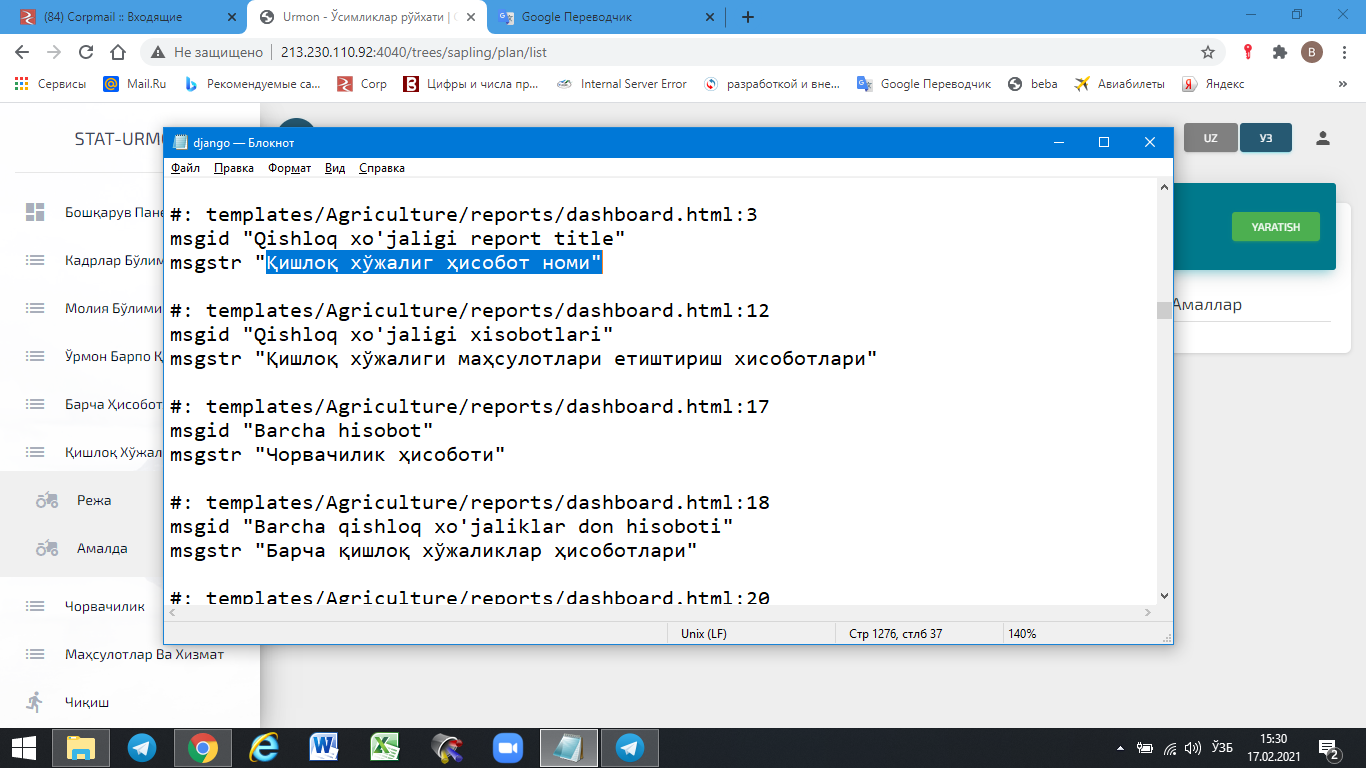 (84) Corpmail :: Входящие
Urmon - Ўсимликлар рўйхати |
Google Переводчик
Не защищено
213.230.110.92:4040/trees/sapling/plan/list
B
Сервисы
Mail.Ru
Рекомендуемые са...
Corp
Цифры и числа пр...
Internal Server Error
разработкой и вне...
Google Переводчик
beba
Авиабилеты
Яндекс
»
STAT-URMO
UZ
УЗ
django — Блокнот
Файл Правка Формат Вид Справка
Бошқарув Пане
Кадрлар Бўлим
Молия Бўлими
Ўрмон Барпо Қ
Барча Ҳисобот
Қишлоқ Хўжал
Режа
Амалда
Чорвачилик
Маҳсулотлар Ва Хизмат
Чиқиш
YARATISH
Амаллар
#: templates/Agriculture/reports/dashboard.html:3
msgid "Qishloq xo'jaligi report title"
msgstr "Қишлоқ хўжалиг ҳисобот номи"
#: templates/Agriculture/reports/dashboard.html:12
msgid "Qishloq xo'jaligi xisobotlari"
msgstr "Қишлоқ хўжалиги маҳсулотлари етиштириш хисоботлари"
#: templates/Agriculture/reports/dashboard.html:17
msgid "Barcha hisobot"
msgstr "Чорвачилик ҳисоботи"
#: templates/Agriculture/reports/dashboard.html:18
msgid "Barcha qishloq xo'jaliklar don hisoboti"
msgstr "Барча қишлоқ хўжаликлар ҳисоботлари"
#: templates/Agriculture/reports/dashboard.html:20
Unix (LF)
Стр 1276, стлб 37
140%
ЎЗБ
15:30
17.02.2021
2